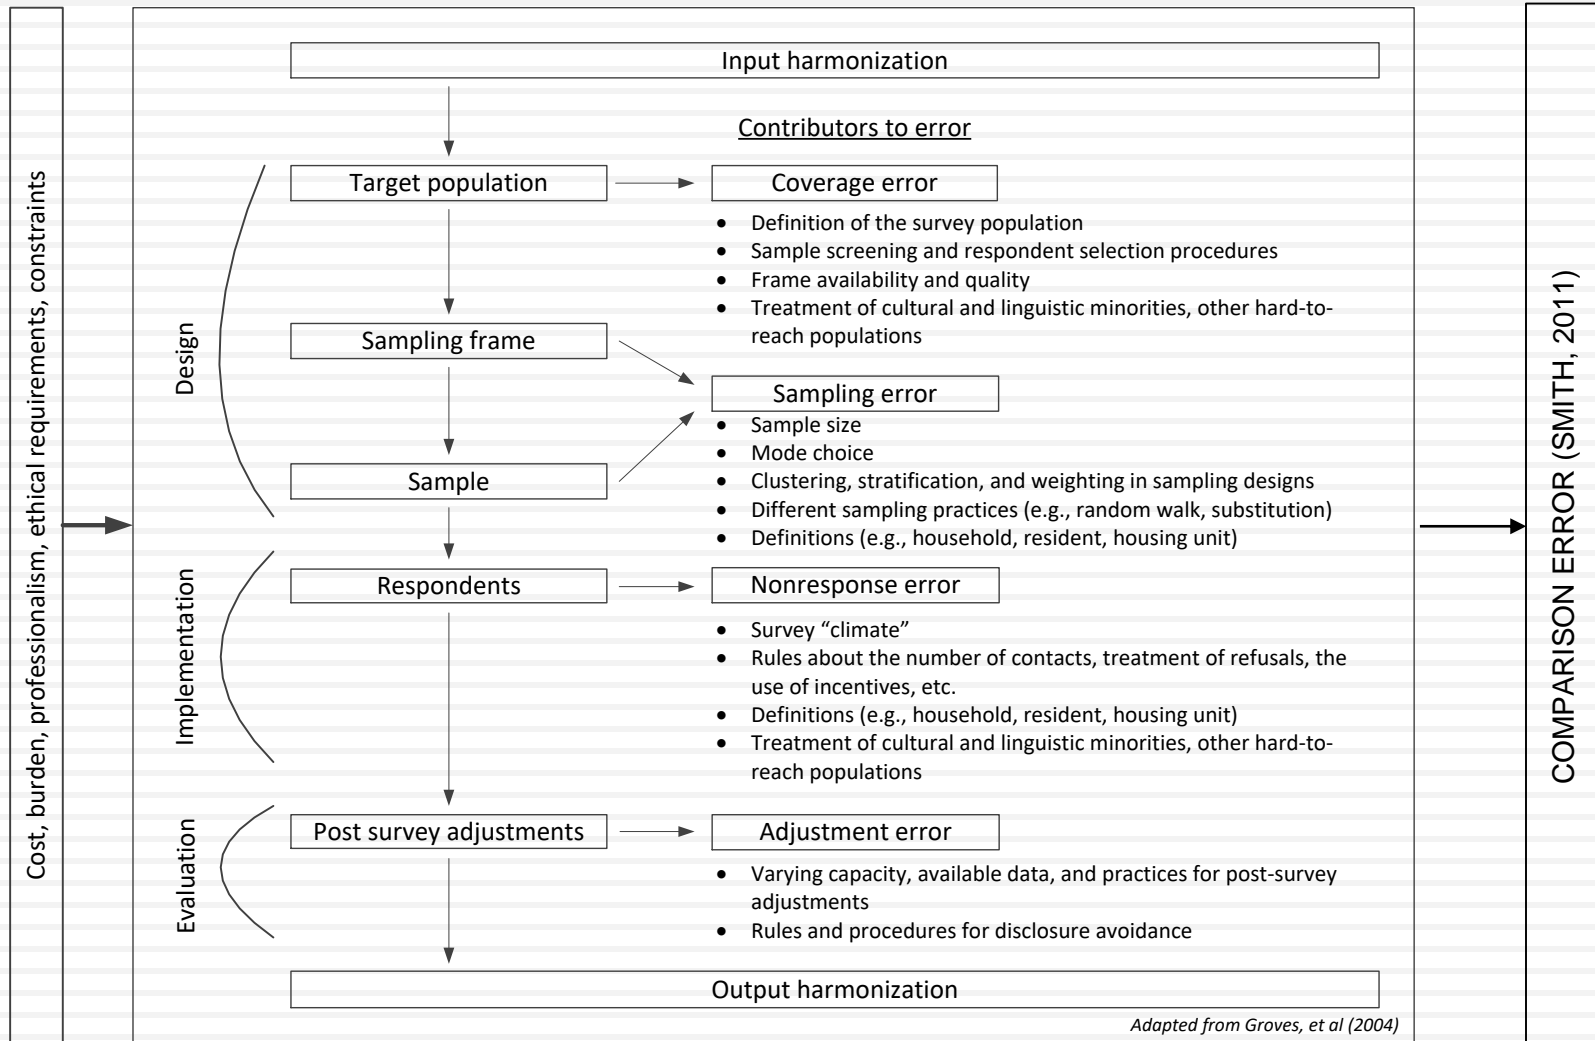 Cost, burden, professionalism, ethical requirements, constraints
Input harmonization
Contributors to error
Design
Target population
Coverage error
• Definition of the survey population
• Sample screening and respondent selection procedures
• Frame availability and quality
• Treatment of cultural and linguistic minorities, other hard-to-
reach populations
Sampling frame
Sampling error
• Sample size
• Mode choice
• Clustering, stratification, and weighting in sampling designs
• Different sampling practices (e.g., random walk, substitution)
• Definitions (e.g., household, resident, housing unit)
Sample
Implementation
Respondents
Nonresponse error
• Survey “climate”
• Rules about the number of contacts, treatment of refusals, the
use of incentives, etc.
• Definitions (e.g., household, resident, housing unit)
• Treatment of cultural and linguistic minorities, other hard-to-
reach populations
Evaluation
Post survey adjustments
Adjustment error
• Varying capacity, available data, and practices for post-survey
adjustments
• Rules and procedures for disclosure avoidance
Output harmonization
Adapted from Groves, et al (2004)
COMPARISON ERROR (SMITH, 2011)